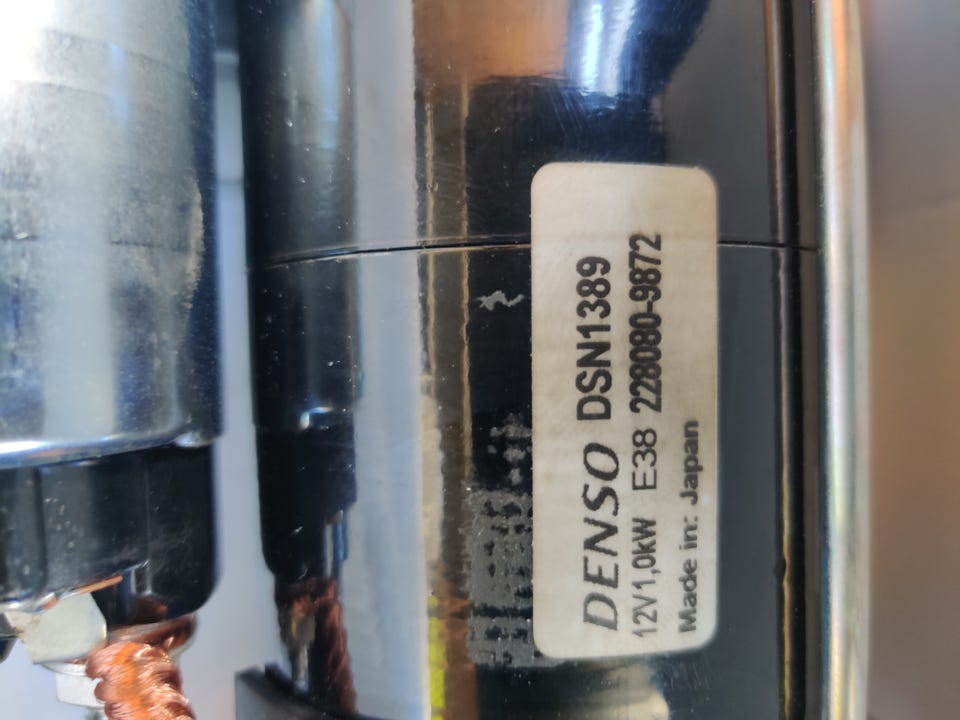 DENSO DSN1389
12V1,0kW E38 228080-9872
Made in: Japan